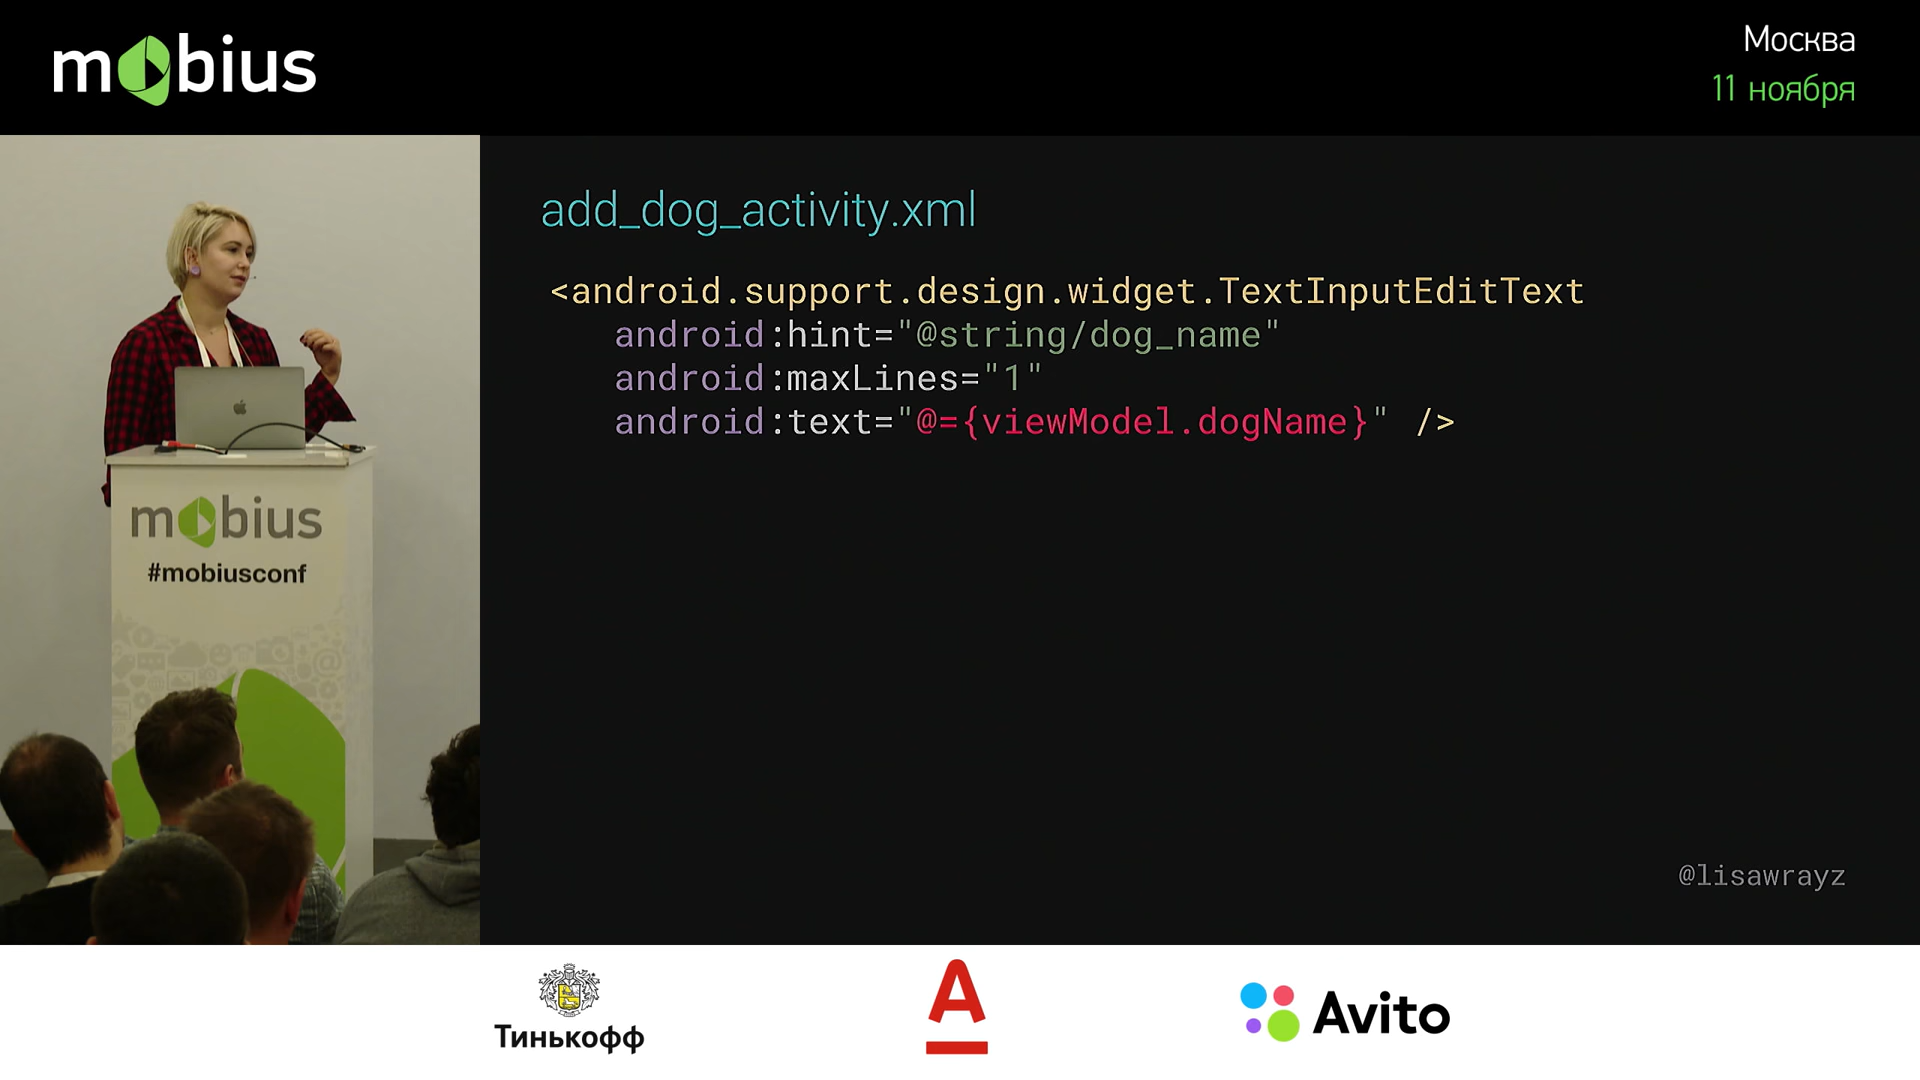 mobius
Москва
11 ноября
add_dog_activity.xml
<android.support.design.widget.TextInputEditText
android:hint="@string/dog_name"
android:maxLines="1"
android:text="@={viewModel.dogName}" />
mobius
#mobiusconf
@lisawrayz
Тинькофф
А
Avito